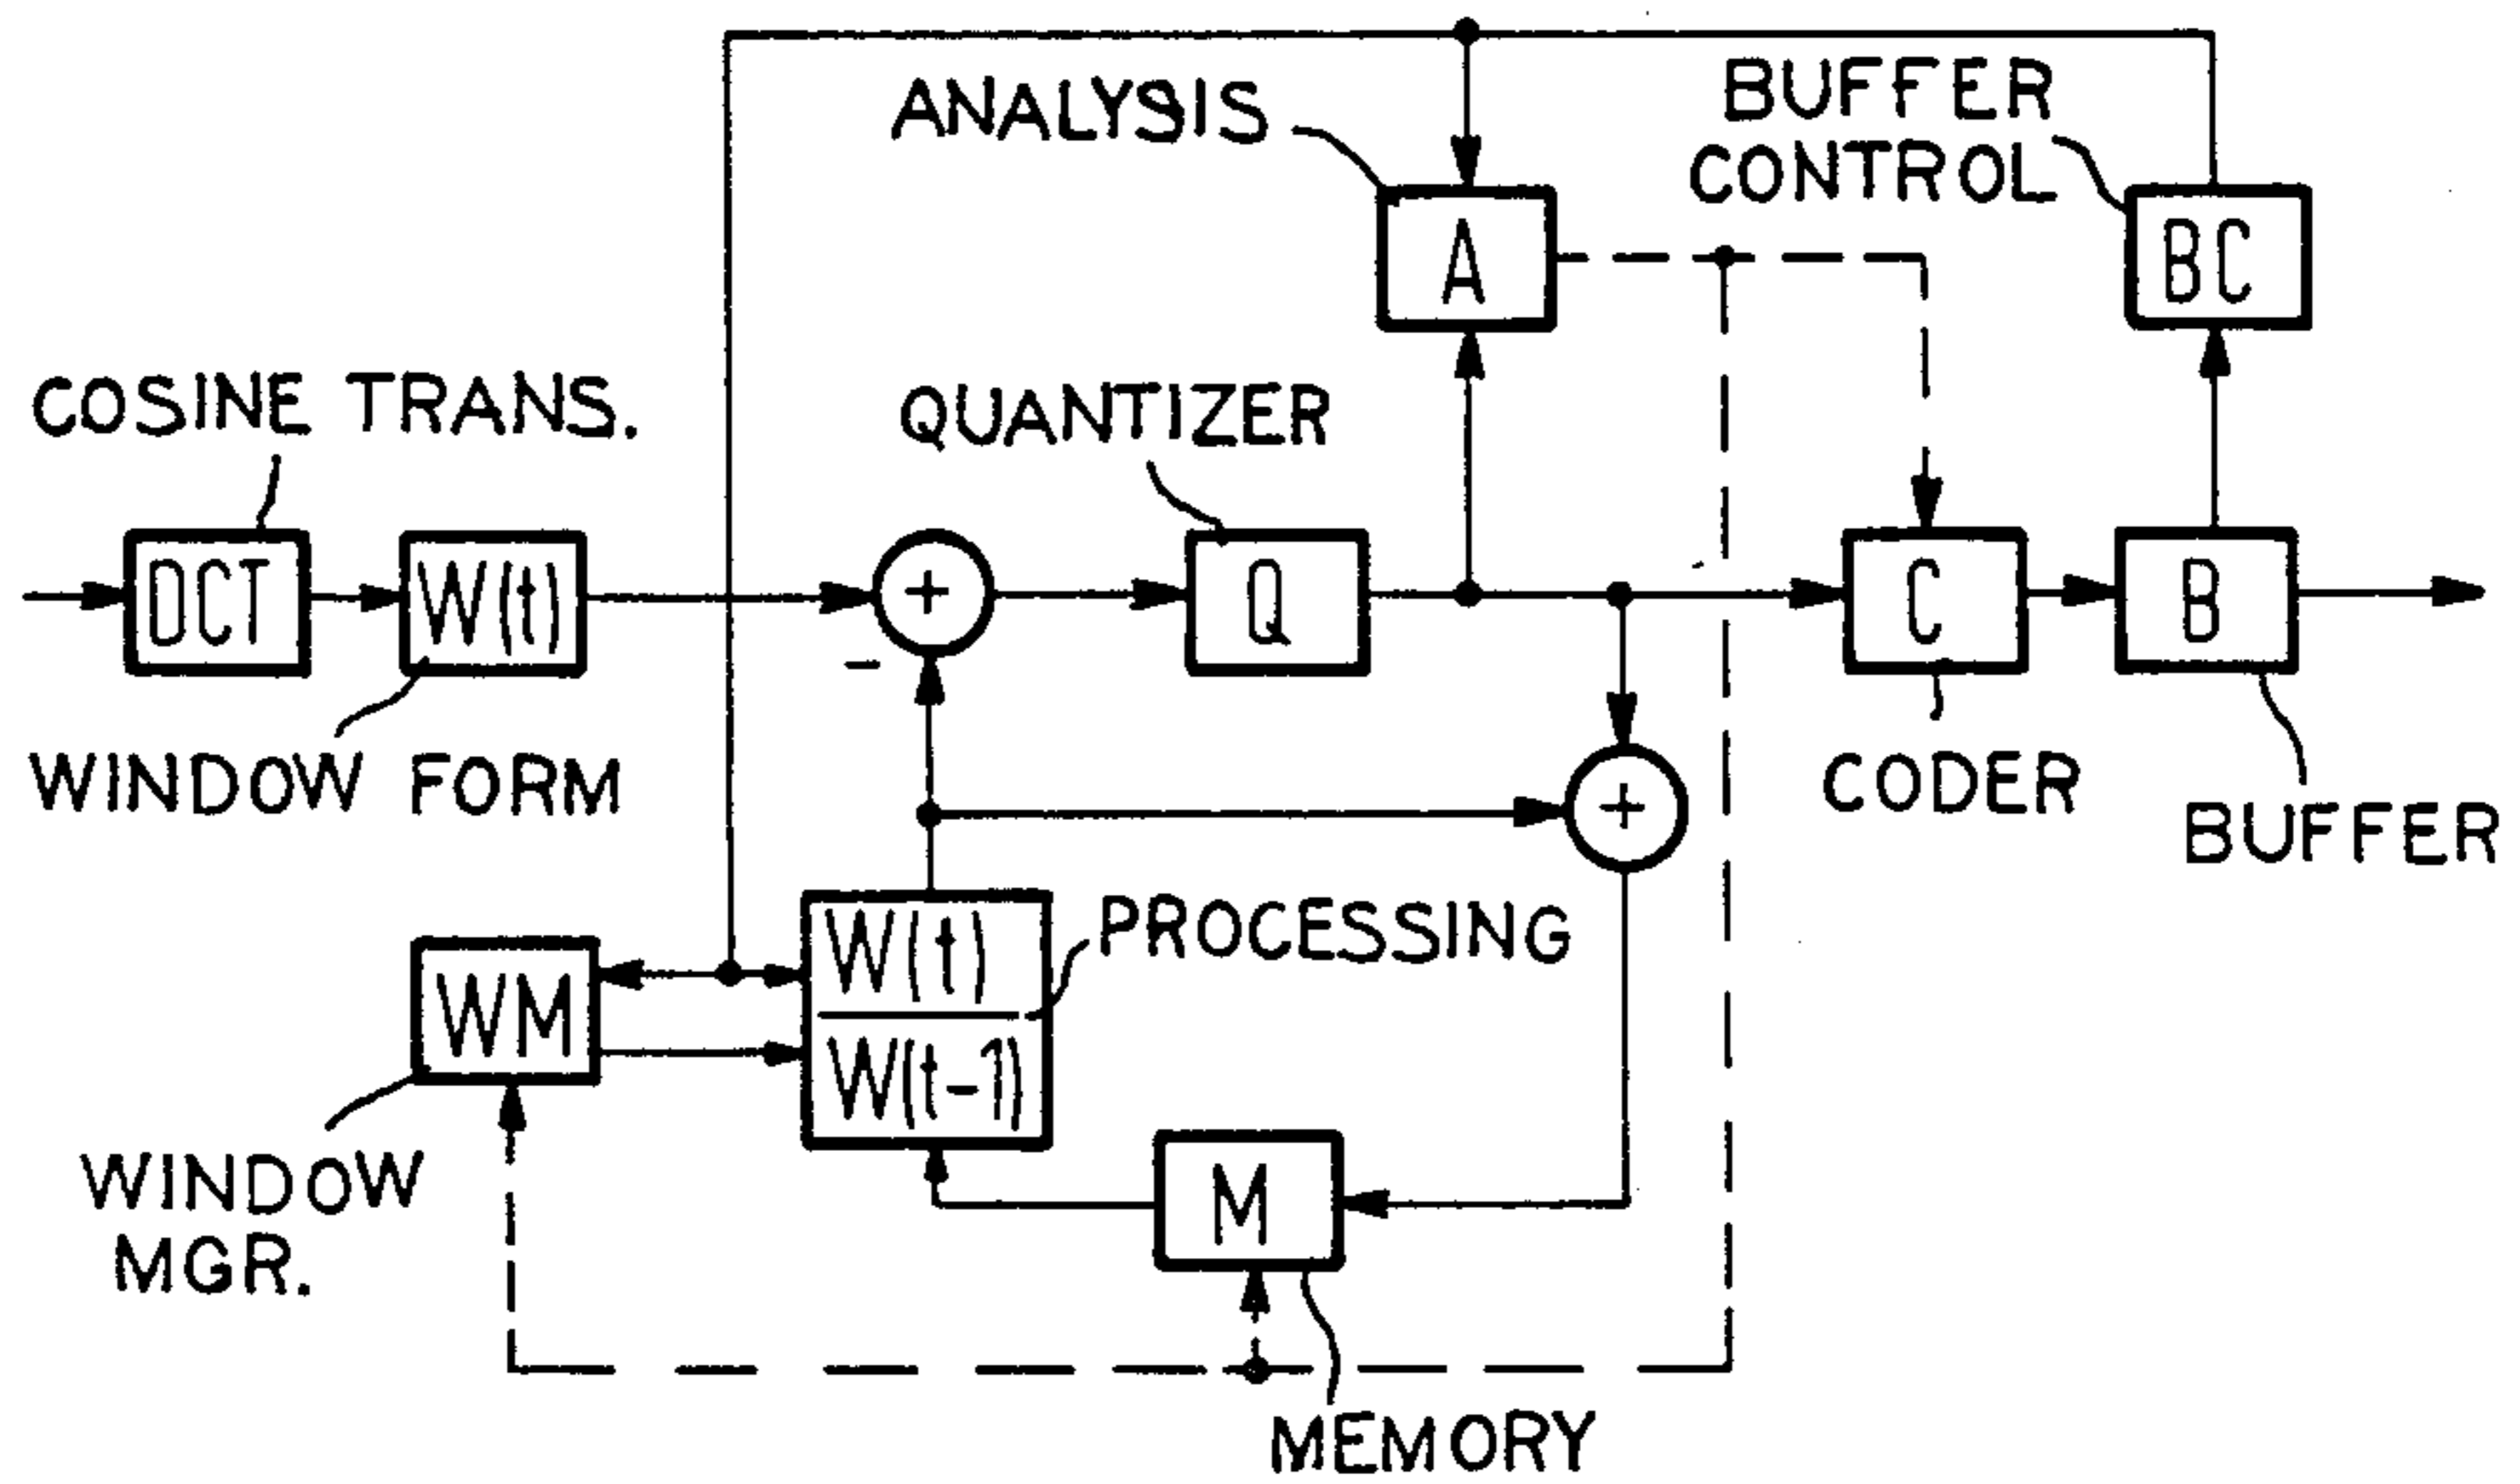 ANALYSIS
BUFFER
CONTROL
A
BC
COSINE TRANS.
QUANTIZER
DCT
W(t)
+
Q
C
B
-
WINDOW FORM
+
CODER
BUFFER
PROCESSING
W(t)
W(t-1)
WM
WINDOW
MGR.
M
MEMORY